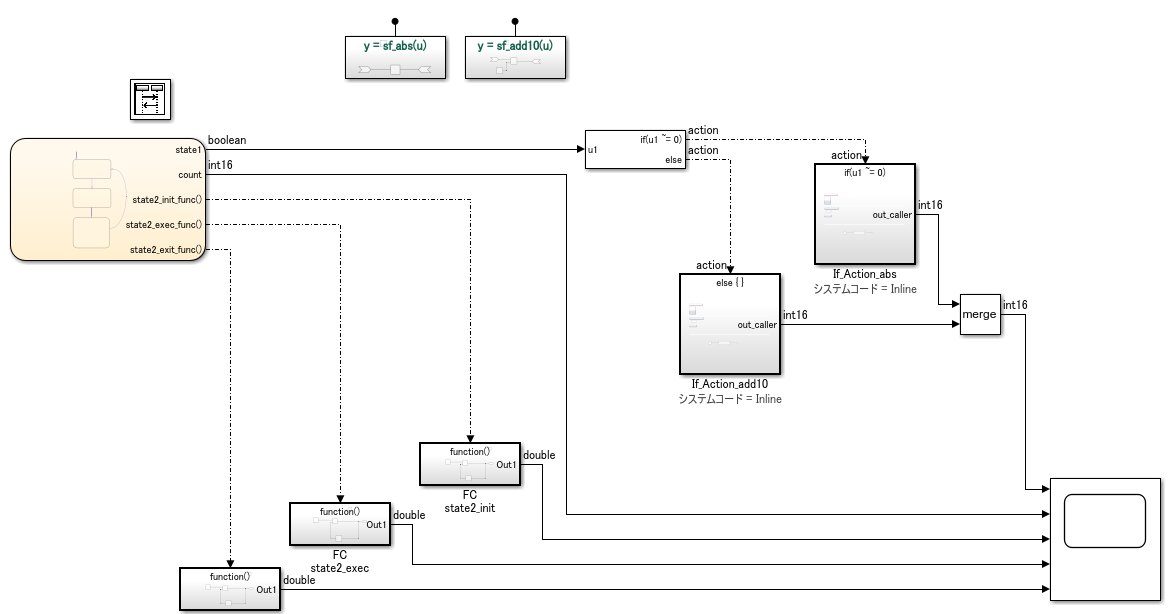 y = sf_abs(u)
y = sf_add10(u)
boolean
state1
int16
count
state2_init_func()
state2_exec_func()
state2_exit_func()
u1
if(u1 ~= 0)
else
action
action
action
if(u1 ~= 0)
out_caller
int16
If_Action_abs
システムコード = Inline
action
else { }
out_caller
int16
If_Action_add10
システムコード = Inline
merge
int16
function()
Out1
double
FC
state2_init
function()
Out1
double
FC
state2_exec
function()
Out1
double